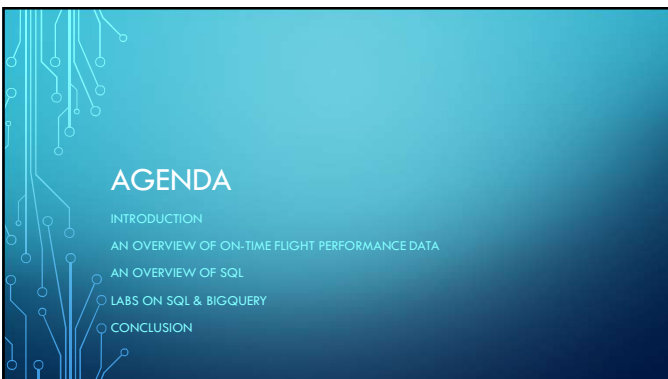 AGENDA
INTRODUCTION
AN OVERVIEW OF ON-TIME FLIGHT PERFORMANCE DATA
AN OVERVIEW OF SQL
LABS ON SQL & BIGQUERY
CONCLUSION